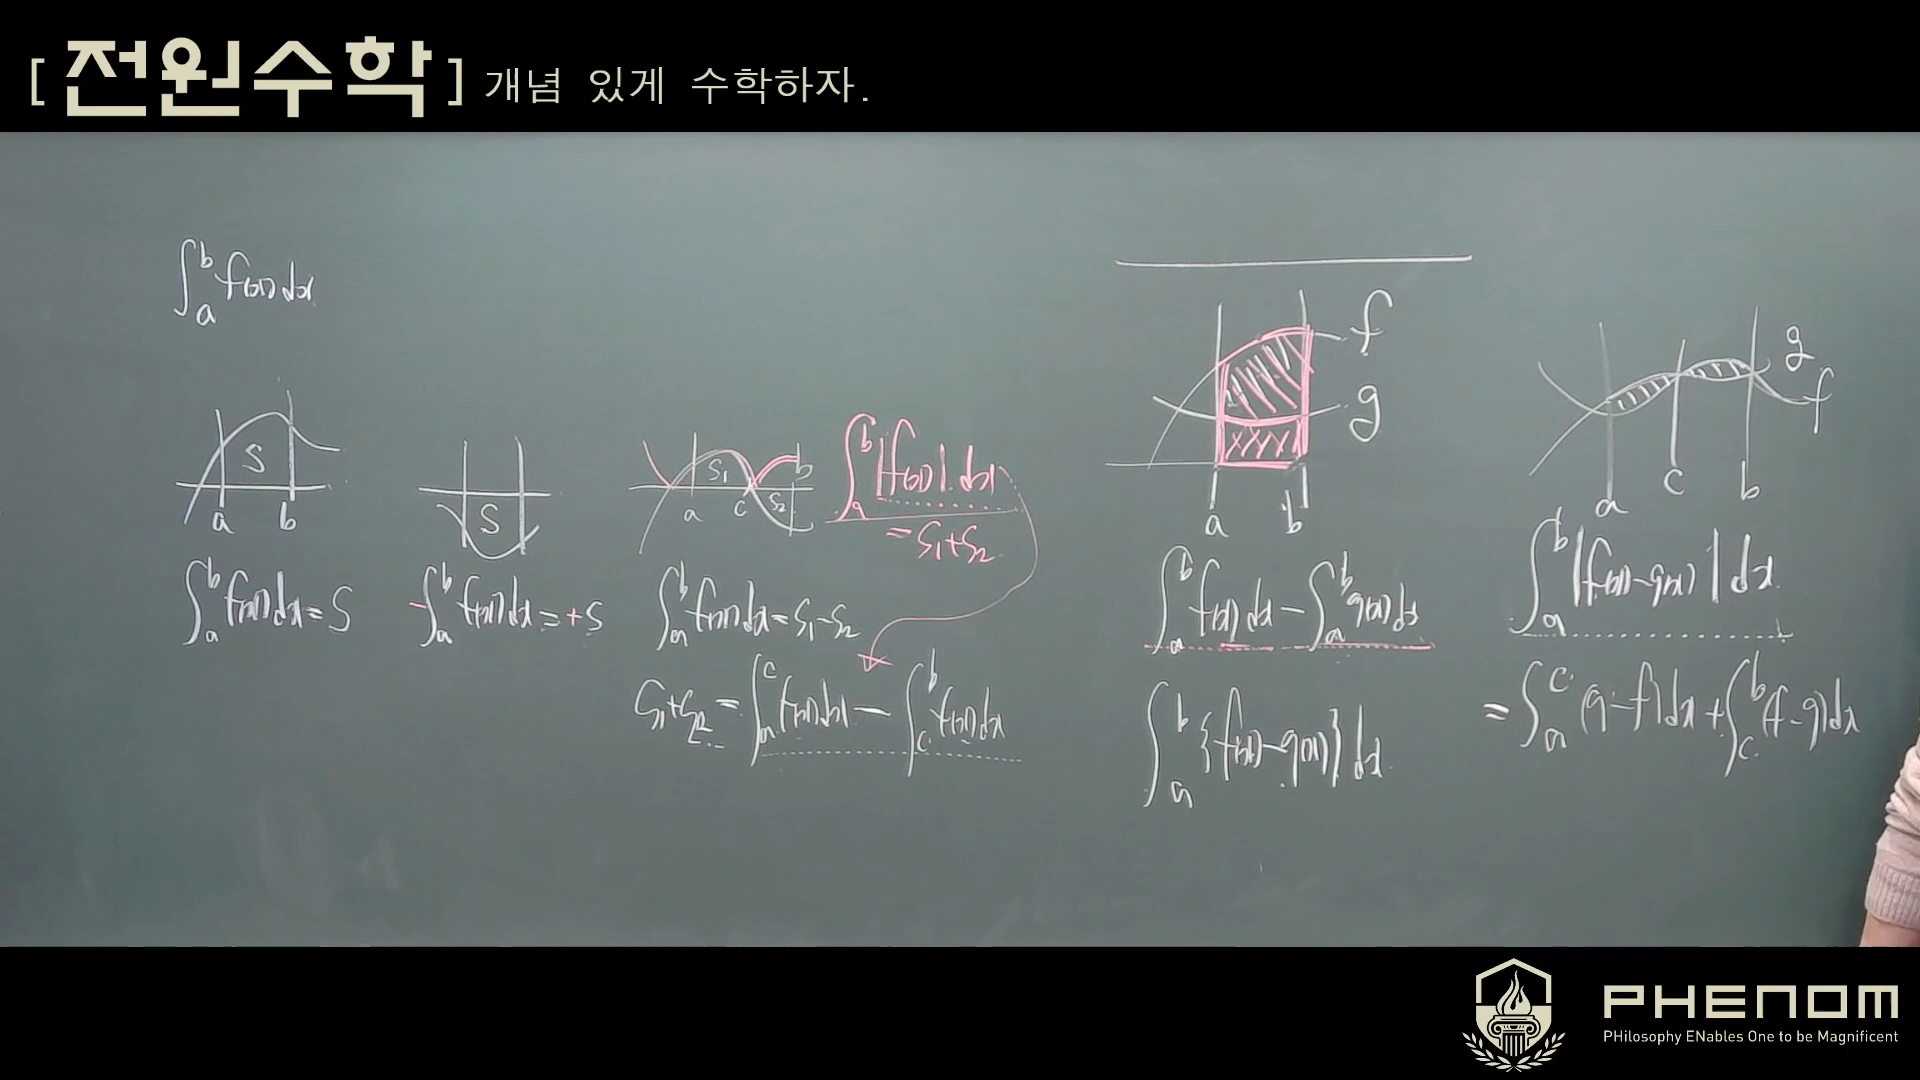 [전원수학] 개념 있게 수학하자.
∫_a^b f(x)dx
S
a b
∫_a^b f(x)dx = S
S
-∫_a^b f(x)dx = +S
S₁ b
a c S₂
∫_a^b |f(x)| dx
= S₁+S₂
∫_a^b f(x)dx = S₁-S₂
S₁+S₂ = ∫_a^c f(x)dx - ∫_c^b f(x)dx
f
g
a b
∫_a^b f(x)dx - ∫_a^b g(x)dx
∫_a^b {f(x)-g(x)} dx
g
f
a c b
∫_a^b |f(x)-g(x)| dx
= ∫_a^c (g-f)dx + ∫_c^b (f-g)dx
PHENOM
PHilosophy ENables One to be Magnificent